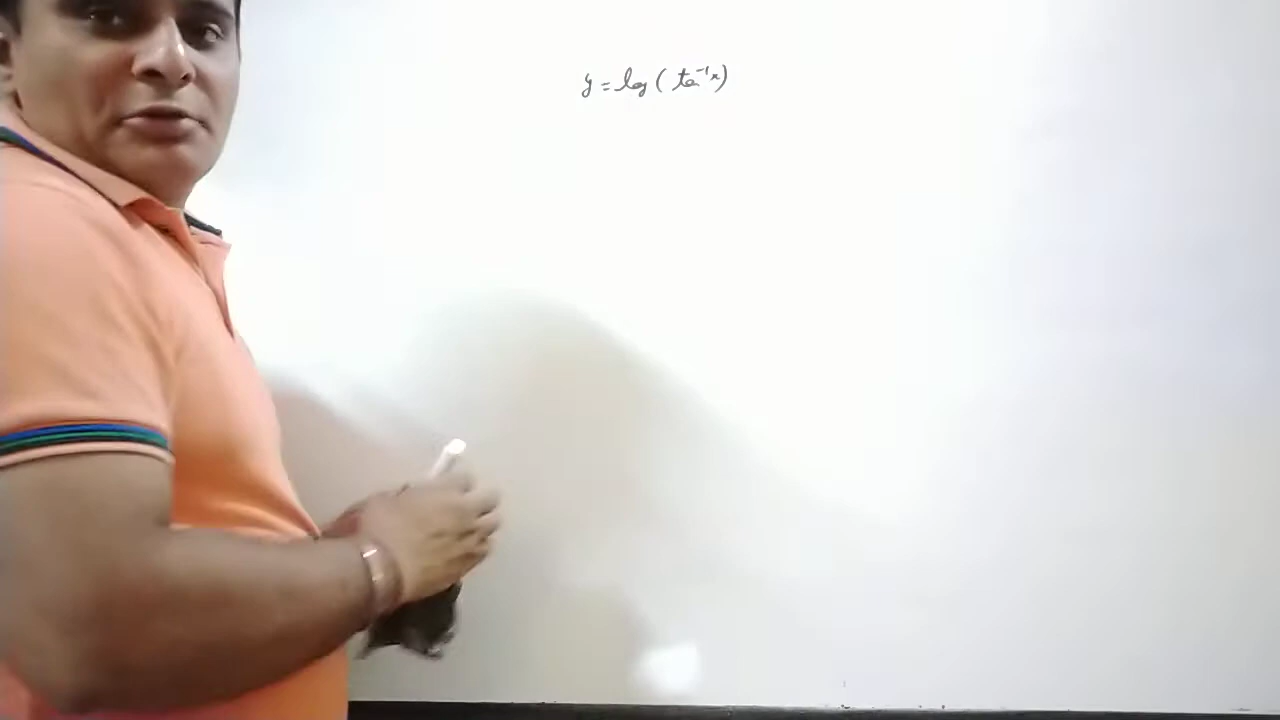 y = log ( tan⁻¹x )